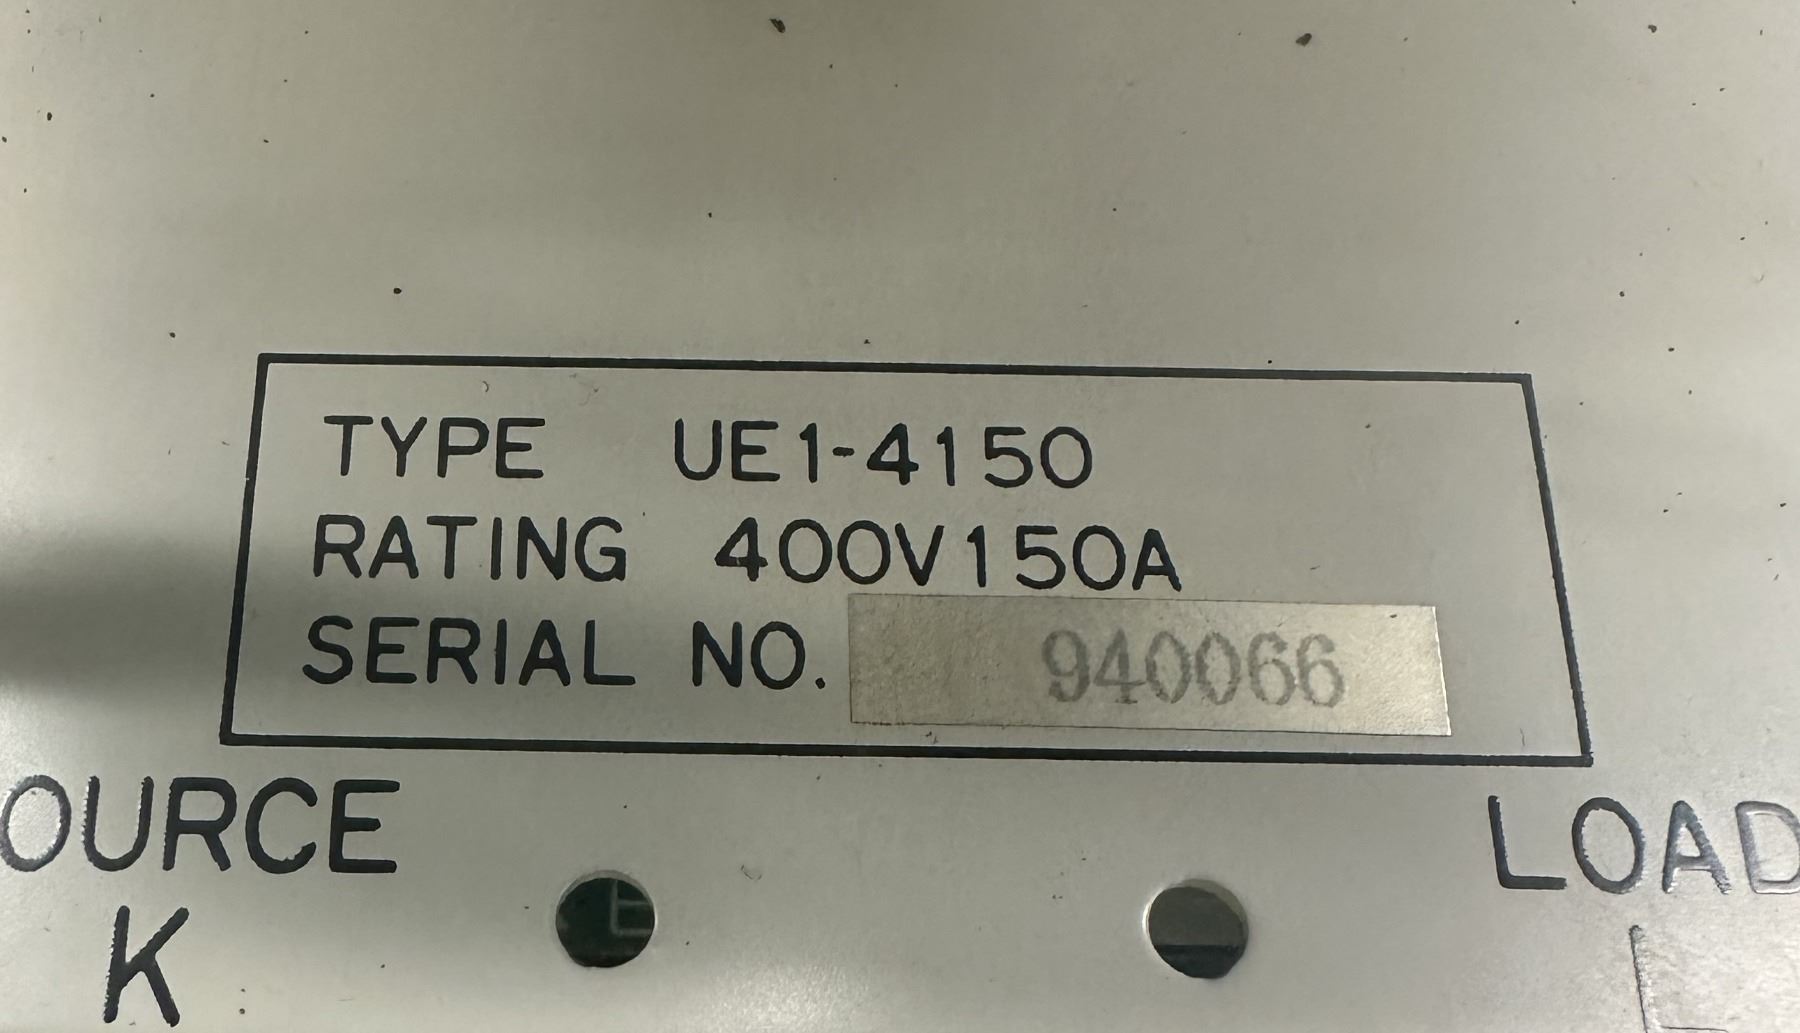 TYPE UE1-4150
RATING 400V150A
SERIAL NO. 940066
OURCE
LOAD
K
L